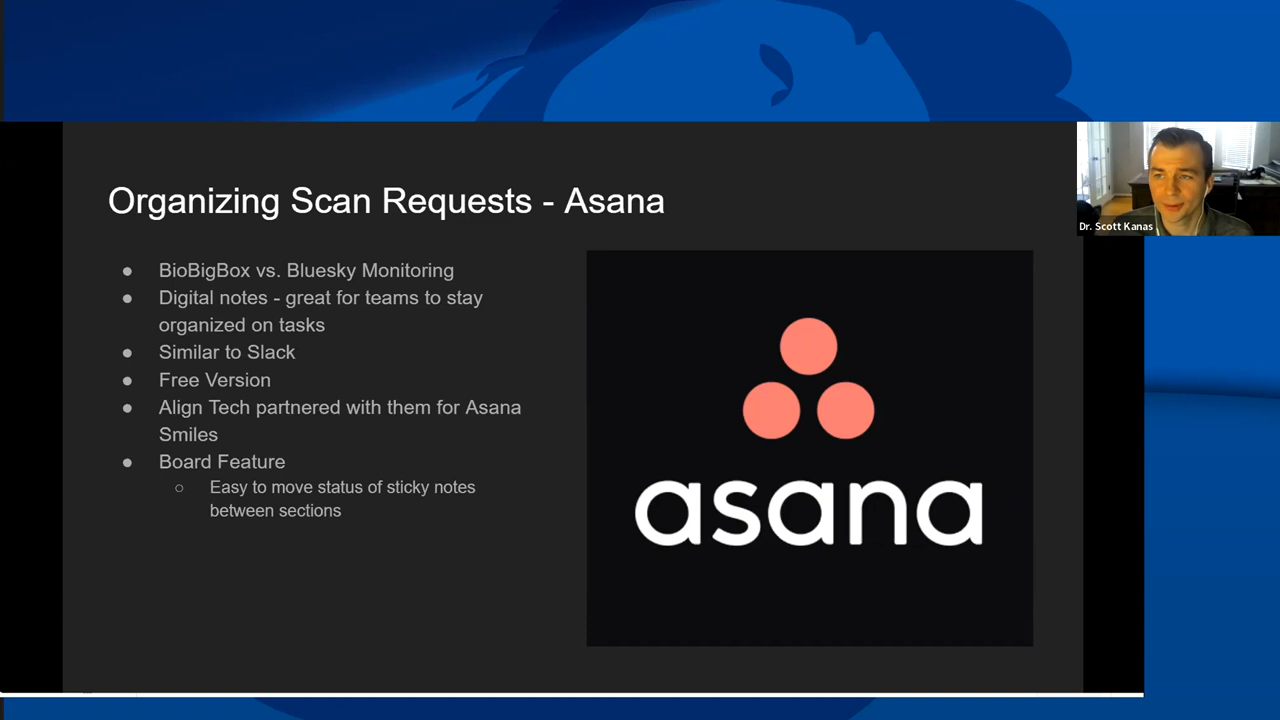 Organizing Scan Requests - Asana
Dr. Scott Kanas
● BioBigBox vs. Bluesky Monitoring
● Digital notes - great for teams to stay
organized on tasks
● Similar to Slack
● Free Version
● Align Tech partnered with them for Asana
Smiles
● Board Feature
○ Easy to move status of sticky notes
between sections
asana